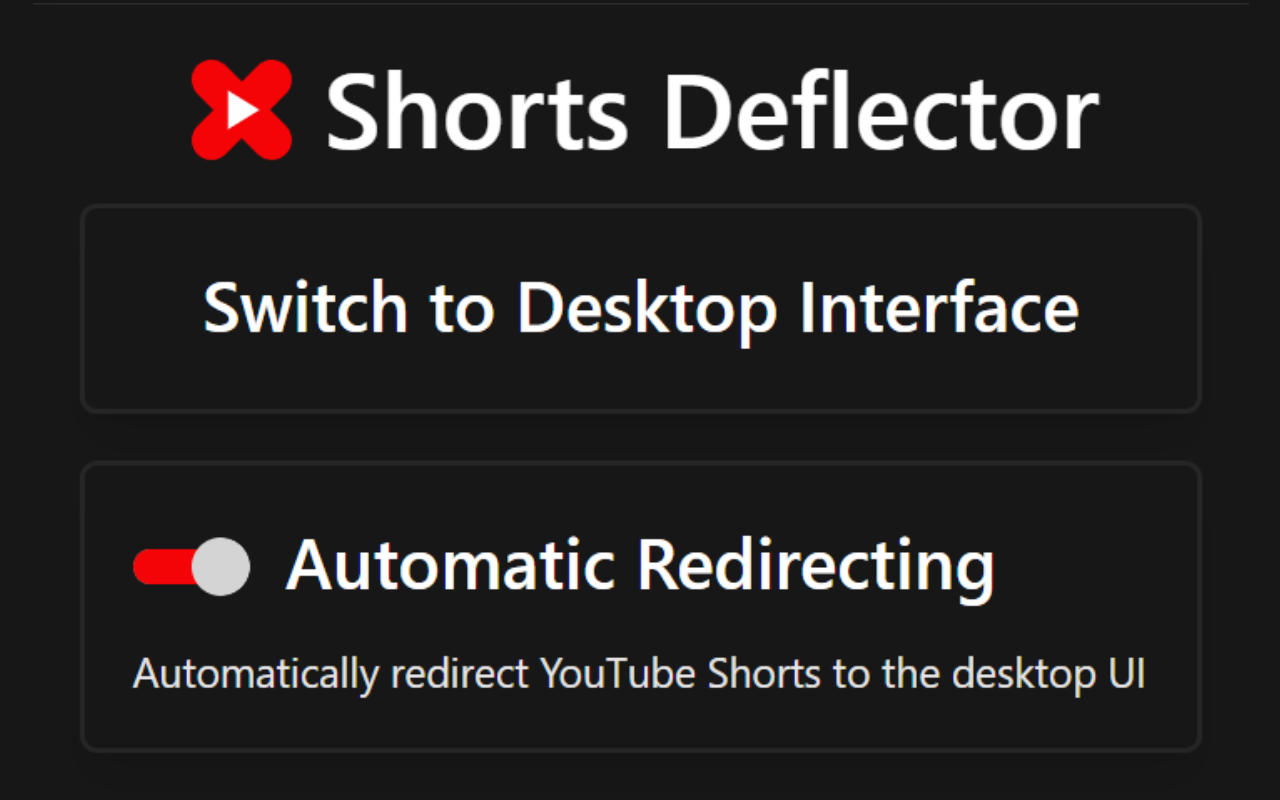 Shorts Deflector
Switch to Desktop Interface
Automatic Redirecting
Automatically redirect YouTube Shorts to the desktop UI